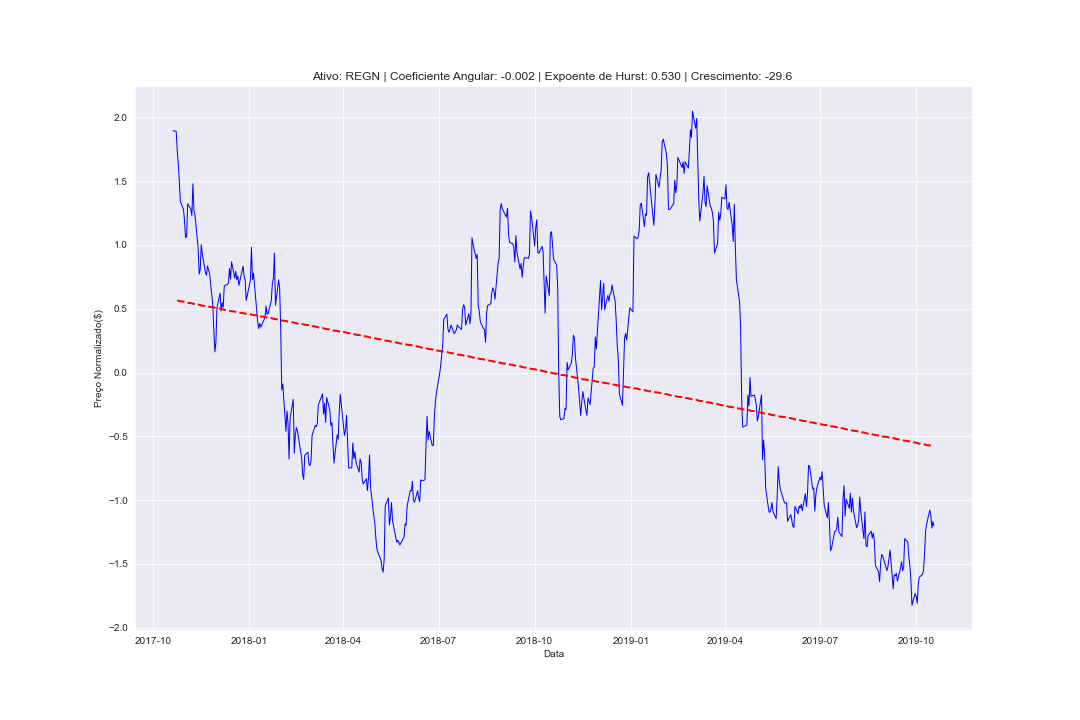 Ativo: REGN | Coeficiente Angular: -0.002 | Expoente de Hurst: 0.530 | Crescimento: -29.6
2.0
1.5
1.0
0.5
0.0
−0.5
−1.0
−1.5
−2.0
Preço Normalizado($)
2017-10 2018-01 2018-04 2018-07 2018-10 2019-01 2019-04 2019-07 2019-10
Data